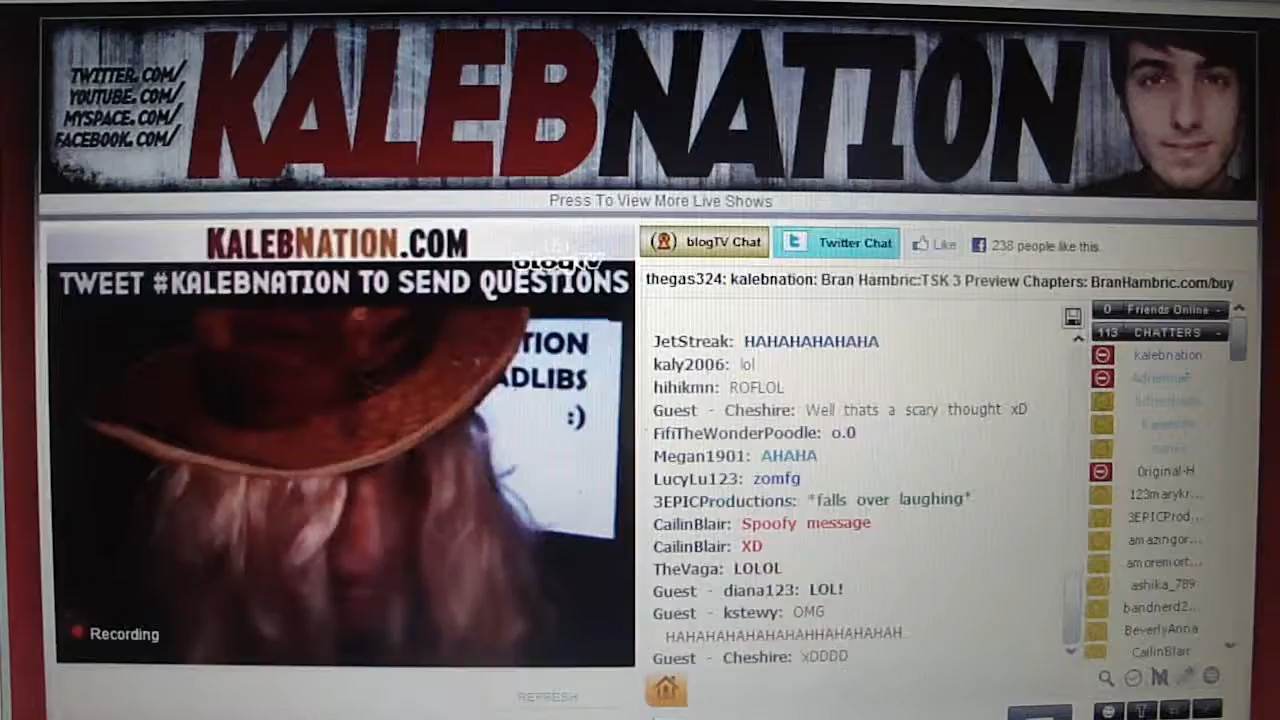 TWITTER.COM/
YOUTUBE.COM/
MYSPACE.COM/
FACEBOOK.COM/
KALEBNATION
Press To View More Live Shows
KALEBNATION.COM
blogtv
TWEET #KALEBNATION TO SEND QUESTIONS
TION
ADLIBS
:)
Recording
REFRESH
blogTV Chat
Twitter Chat
Like
238 people like this.
thegas324: kalebnation: Bran Hambric:TSK 3 Preview Chapters: BranHambric.com/buy
JetStreak: HAHAHAHAHAHA
kaly2006: lol
hihikmn: ROFLOL
Guest - Cheshire: Well thats a scary thought xD
FifiTheWonderPoodle: o.0
Megan1901: AHAHA
LucyLu123: zomfg
3EPICProductions: *falls over laughing*
CailinBlair: Spoofy message
CailinBlair: XD
TheVaga: LOLOL
Guest - diana123: LOL!
Guest - kstewy: OMG
HAHAHAHAHAHAHAHHAHAHAHAH
Guest - Cheshire: xDDDD
0 Friends Online -
113 CHATTERS -
kalebnation
Original-H
123marykr...
3EPICProd...
amazingor...
amoremort...
ashika_789
bandnerd2...
BeverlyAnna
CailinBlair